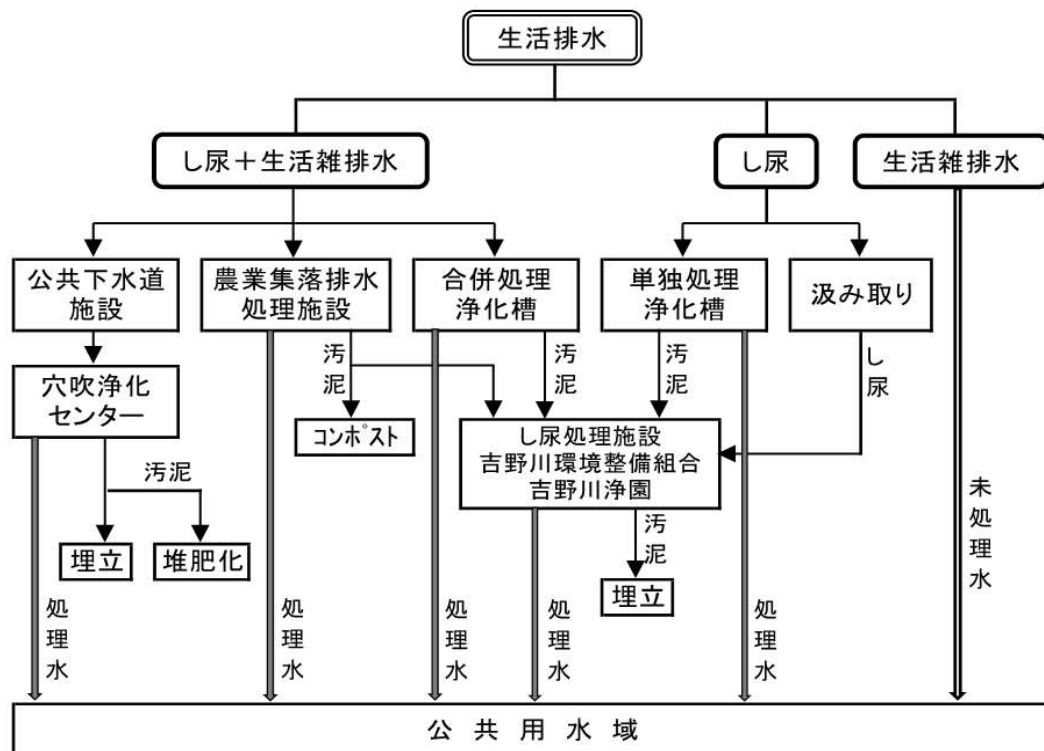 生活排水
し尿＋生活雑排水
し尿
生活雑排水
公共下水道
施設
農業集落排水
処理施設
合併処理
浄化槽
単独処理
浄化槽
汲み取り
汚泥
汚泥
汚泥
し尿
穴吹浄化
センター
コンポスト
し尿処理施設
吉野川環境整備組合
吉野川浄園
汚泥
汚泥
埋立
堆肥化
埋立
処理水
処理水
処理水
処理水
処理水
未処理水
公共用水域